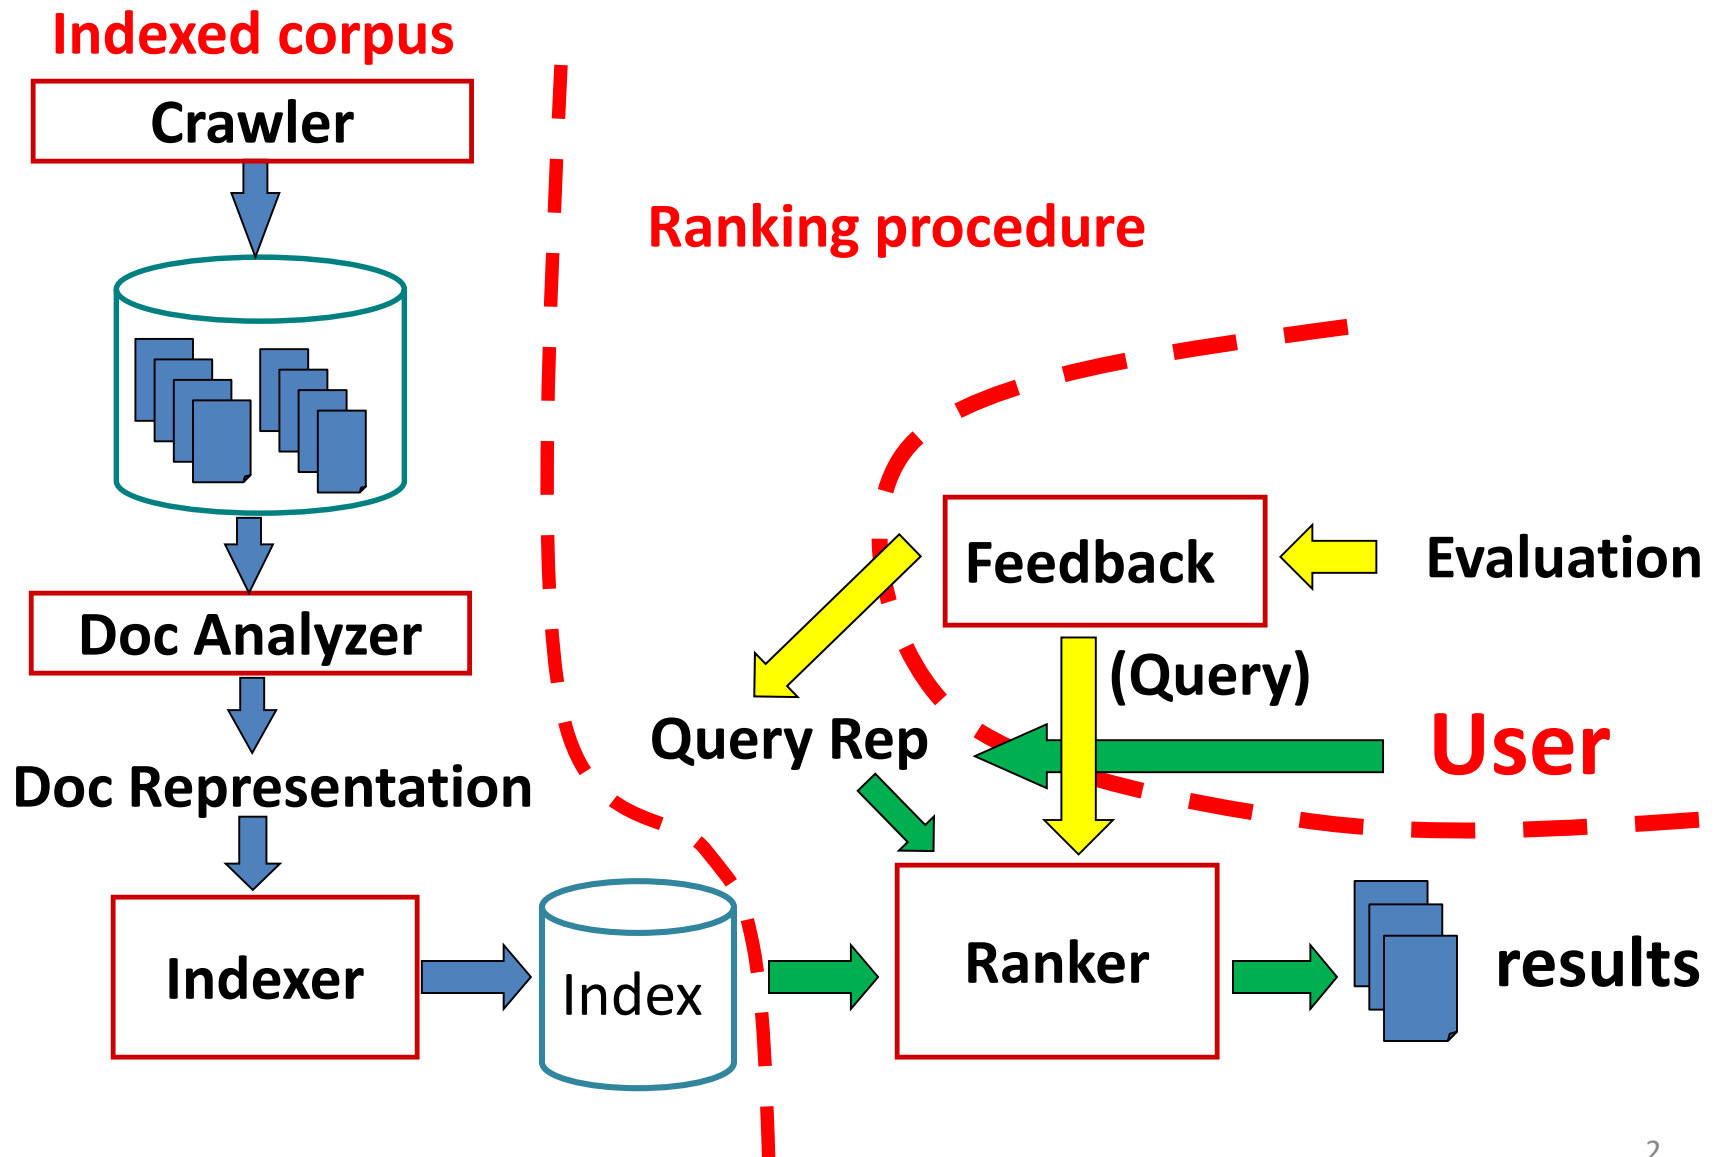 Indexed corpus
Crawler
Ranking procedure
Feedback
Evaluation
Doc Analyzer
(Query)
User
Query Rep
Doc Representation
Indexer
Index
Ranker
results
2